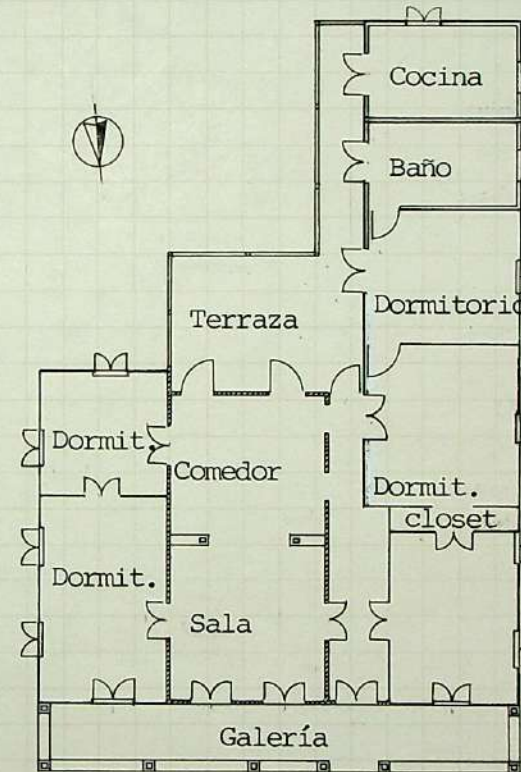 Cocina
Baño
Dormitorio
Terraza
Dormit.
Comedor
Dormit.
closet
Dormit.
Sala
Galería